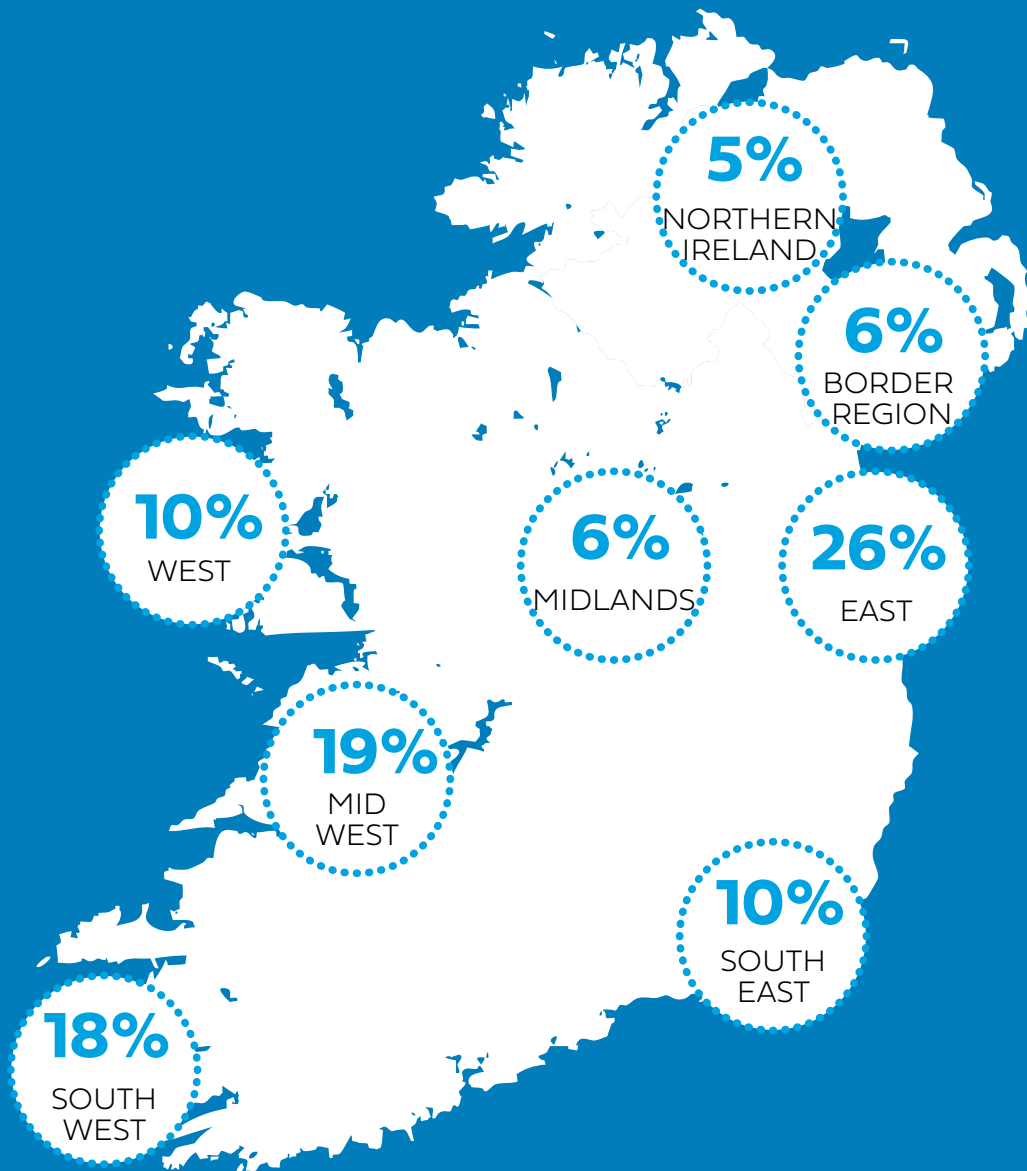 5%
NORTHERN
IRELAND
6%
BORDER
REGION
10%
WEST
6%
MIDLANDS
26%
EAST
19%
MID
WEST
10%
SOUTH
EAST
18%
SOUTH
WEST